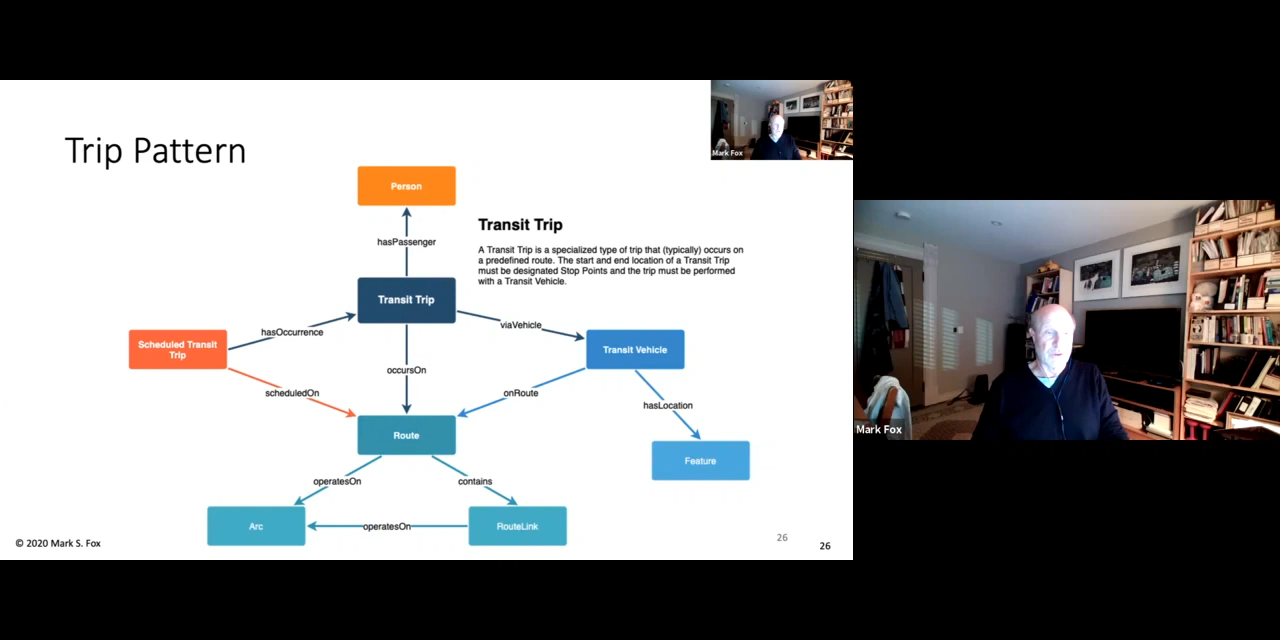 Mark Fox
Trip Pattern
Person
hasPassenger
Transit Trip
A Transit Trip is a specialized type of trip that (typically) occurs on
a predefined route. The start and end location of a Transit Trip
must be designated Stop Points and the trip must be performed
with a Transit Vehicle.
Transit Trip
hasOccurrence
viaVehicle
Scheduled Transit
Trip
Transit Vehicle
occursOn
scheduledOn
onRoute
hasLocation
Route
Feature
operatesOn
contains
Arc
operatesOn
RouteLink
© 2020 Mark S. Fox
26
26
Mark Fox